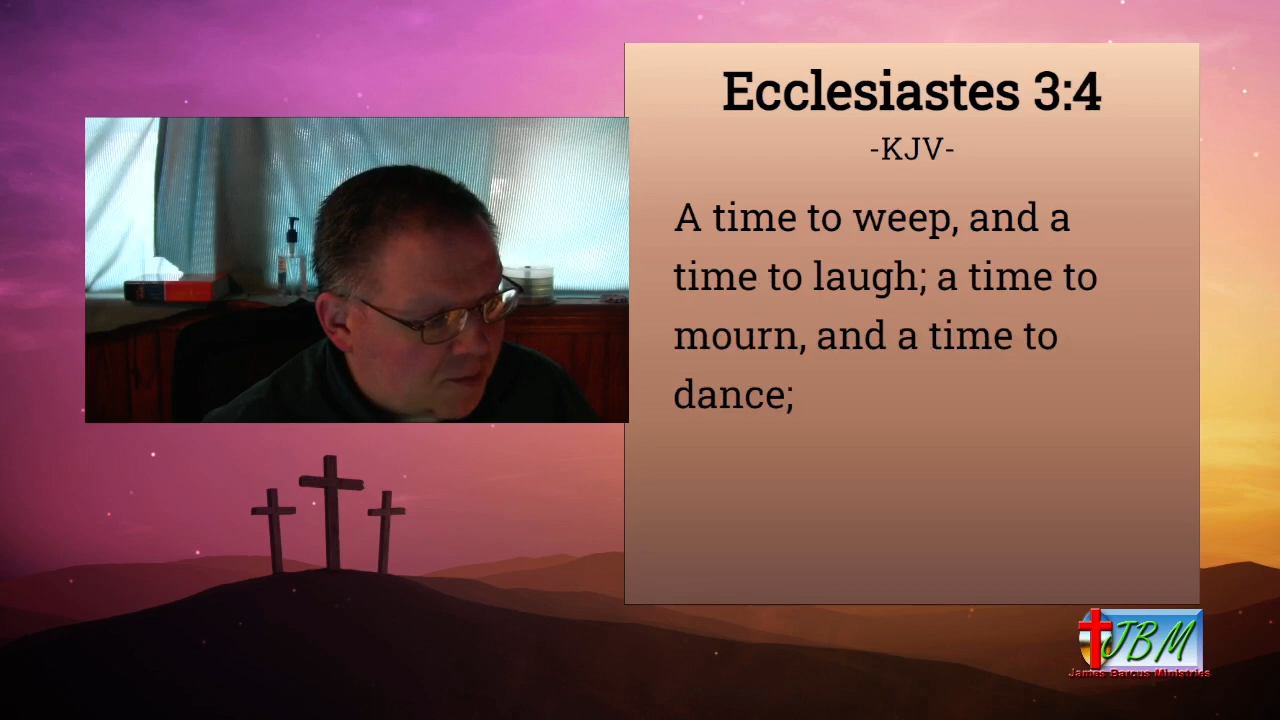 Ecclesiastes 3:4
-KJV-
A time to weep, and a
time to laugh; a time to
mourn, and a time to
dance;
JBM
James Barcus Ministries